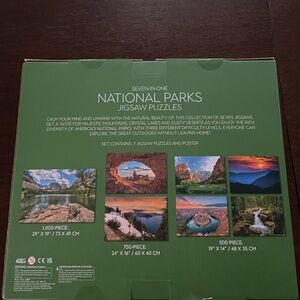 SEVEN-IN-ONE
NATIONAL PARKS
JIGSAW PUZZLES
CALM YOUR MIND AND UNWIND WITH THE NATURAL BEAUTY OF THIS COLLECTION OF SEVEN JIGSAWS.
GET A TASTE FOR MAJESTIC MOUNTAINS, CRYSTAL LAKES AND DUSTY DESERTS AS YOU ENJOY THE RICH
DIVERSITY OF AMERICA'S NATIONAL PARKS. WITH THREE DIFFICULTY LEVELS, EVERYONE CAN
EXPLORE THE GREAT OUTDOORS WITHOUT LEAVING HOME!
SET CONTAINS: 7 JIGSAW PUZZLES AND POSTER
1,000-PIECE:
29" X 19" / 73 X 49 CM
750-PIECE:
24" X 16" / 60 X 40 CM
500-PIECE:
19" X 14" / 48 X 35 CM